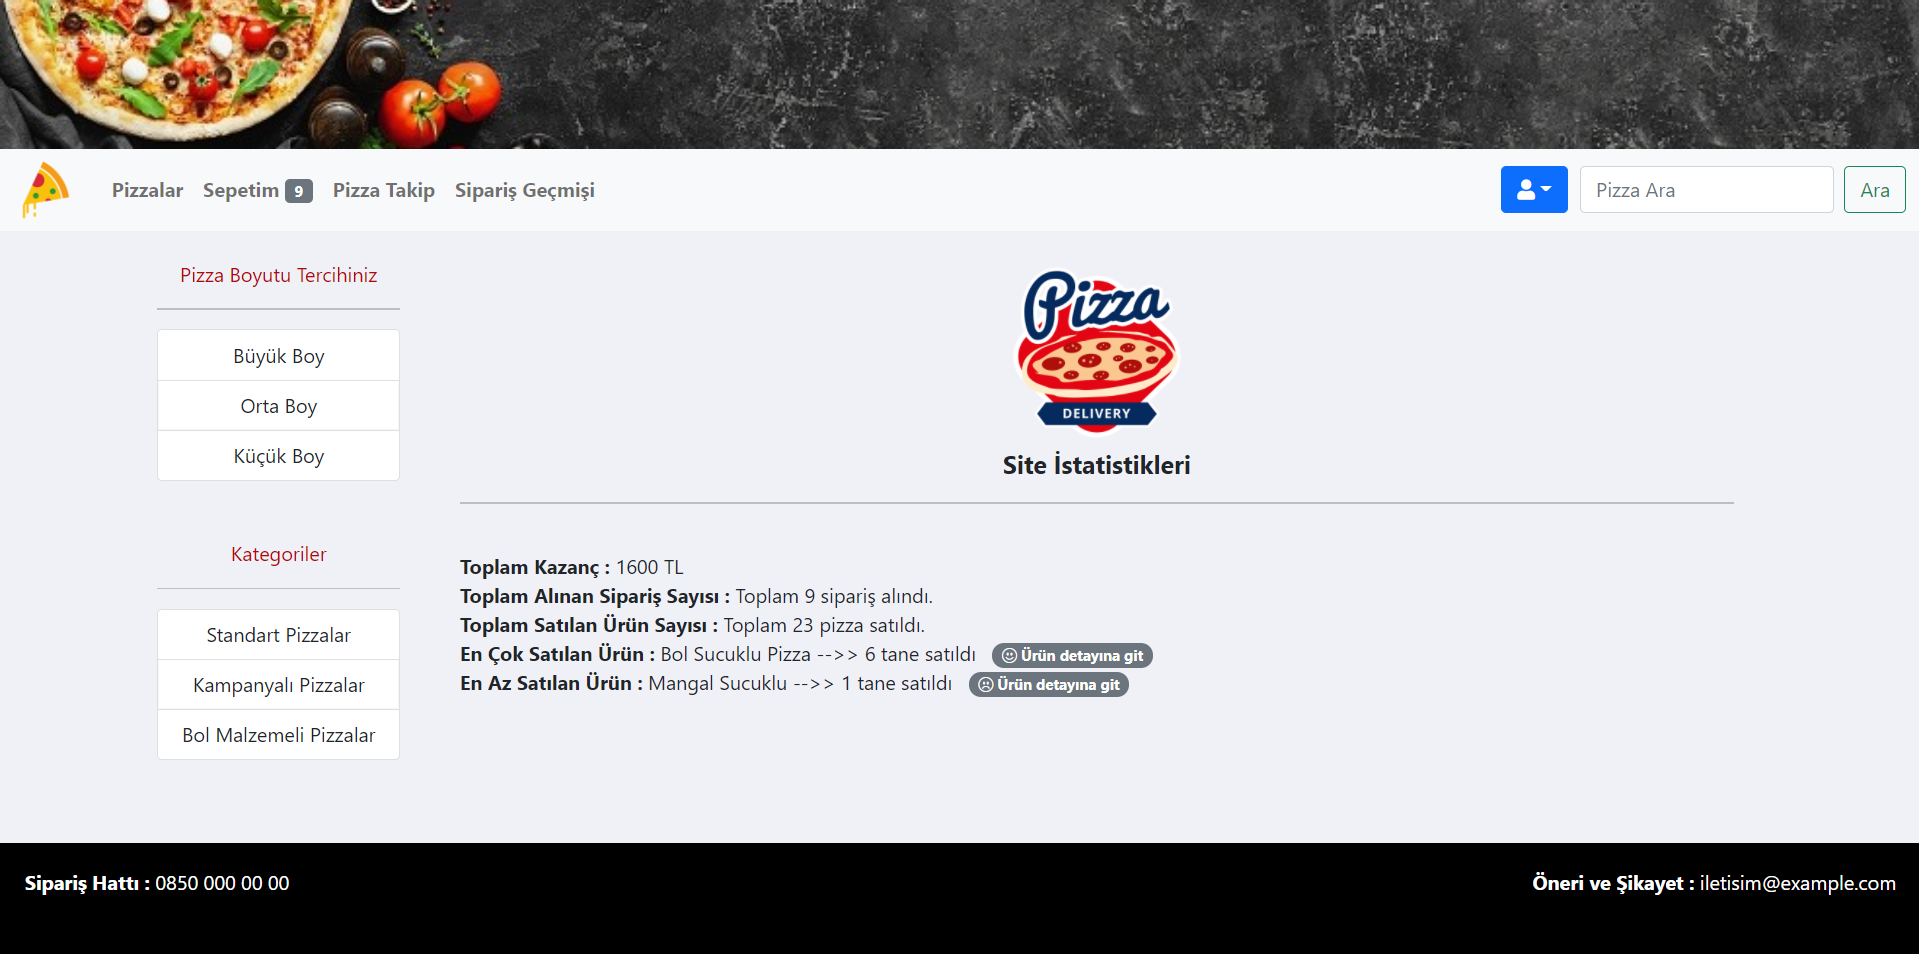 Pizzalar Sepetim 9 Pizza Takip Sipariş Geçmişi Pizza Ara Ara
Pizza Boyutu Tercihiniz
Büyük Boy
Orta Boy
Küçük Boy
Kategoriler
Standart Pizzalar
Kampanyalı Pizzalar
Bol Malzemeli Pizzalar
Pizza
DELIVERY
Site İstatistikleri
Toplam Kazanç : 1600 TL
Toplam Alınan Sipariş Sayısı : Toplam 9 sipariş alındı.
Toplam Satılan Ürün Sayısı : Toplam 23 pizza satıldı.
En Çok Satılan Ürün : Bol Sucuklu Pizza -->> 6 tane satıldı Ürün detayına git
En Az Satılan Ürün : Mangal Sucuklu -->> 1 tane satıldı Ürün detayına git
Sipariş Hattı : 0850 000 00 00
Öneri ve Şikayet : iletisim@example.com